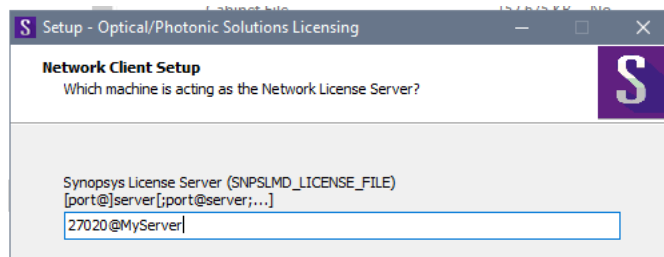 S Setup - Optical/Photonic Solutions Licensing
Network Client Setup
Which machine is acting as the Network License Server?
S
Synopsys License Server (SNPSLMD_LICENSE_FILE)
[port@]server[;port@server;...]
27020@MyServer